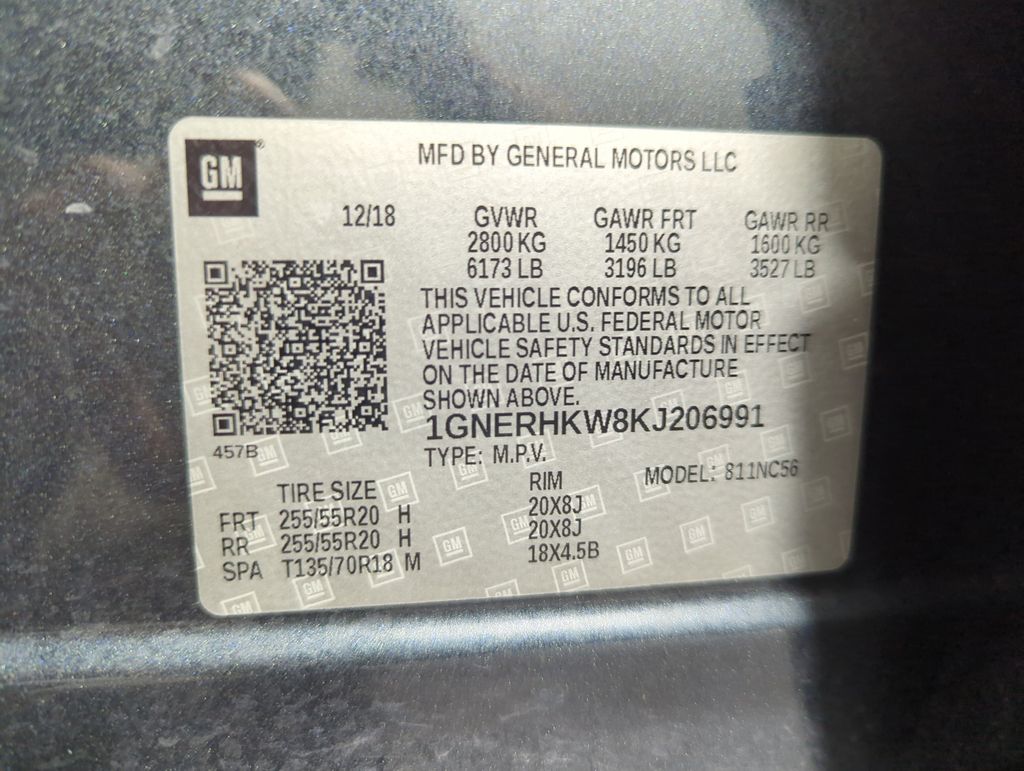 GM
MFD BY GENERAL MOTORS LLC
12/18 GVWR GAWR FRT GAWR RR
2800 KG 1450 KG 1600 KG
6173 LB 3196 LB 3527 LB
THIS VEHICLE CONFORMS TO ALL
APPLICABLE U.S. FEDERAL MOTOR
VEHICLE SAFETY STANDARDS IN EFFECT
ON THE DATE OF MANUFACTURE
SHOWN ABOVE.
1GNERHKW8KJ206991
457B
TYPE: M.P.V. MODEL: 811NC56
TIRE SIZE RIM
FRT 255/55R20 H 20X8J
RR 255/55R20 H 20X8J
SPA T135/70R18 M 18X4.5B